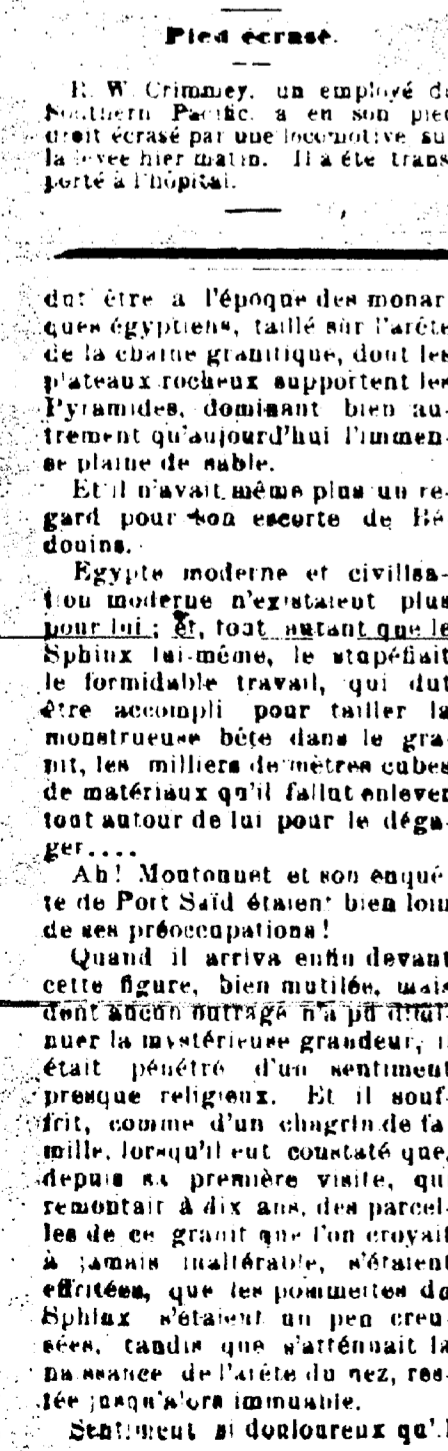 Pied écrasé.
R. W. Crimmey, un employé du
Southern Pacific, a en son pied
droit écrasé par une locomotive su
la levee hier matin. Il a été trans
porté à l'hôpital.
dut être a l'époque des monar
ques égyptiens, taillé sur l'arête
de la chaîne granitique, dont les
plateaux rocheux supportent les
Pyramides, dominant bien au-
trement qu'aujourd'hui l'immen-
se plaine de sable.
Et il n'avait même plus un re-
gard pour son escorte de Bé
douins.
Egypte moderne et civilisa-
tion moderne n'existaient plus
pour lui ; et, tout autant que le
Sphinx lui-même, le stupéfiait
le formidable travail, qui dut
être accompli pour tailler la
monstrueuse bête dans le gra-
nit, les milliers de mètres cubes
de matériaux qu'il fallut enlever
tout autour de lui pour le déga-
ger....
Ah! Moutonnet et son enquê
te de Port Saïd étaient bien loin
de ses préoccupations !
Quand il arriva enfin devant
cette figure, bien mutilée, mais
dont aucun outrage n'a pu dimi-
nuer la mystérieuse grandeur, i
était pénétré d'un sentiment
presque religieux. Et il souf-
frit, comme d'un chagrin de fa
mille, lorsqu'il eut constaté que,
depuis sa première visite, qui
remontait à dix ans, des parcel-
les de ce granit que l'on croyait
à jamais inaltérable, s'étaient
effritées, que les pommettes du
Sphinx s'étaient un peu creu-
sées, tandis que s'atténuait la
naissance de l'arête du nez, res-
tée jusqu'alors immuable.
Sentiment si douloureux qu'i